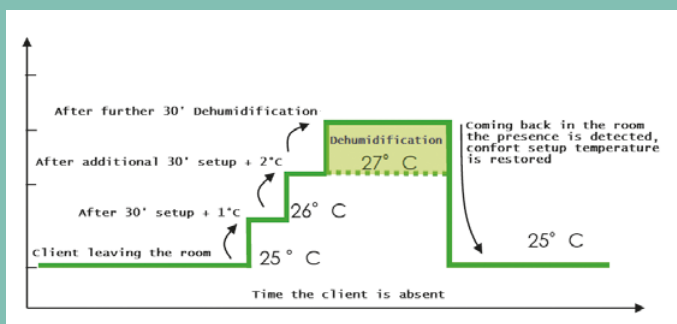 After further 30' Dehumidification
Coming back in the room
the presence is detected,
confort setup temperature
is restored
Dehumidification
27° C
After additional 30' setup + 2°c
After 30' setup + 1°C
26° C
Client leaving the room
25° C
25° C
Time the client is absent